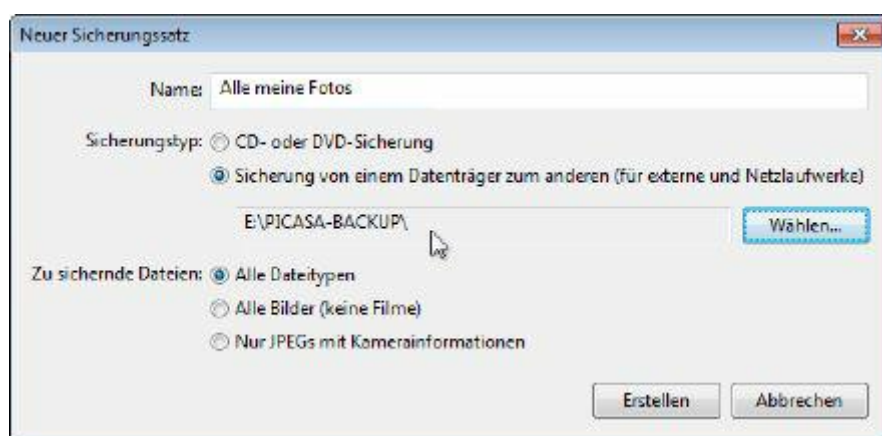 Neuer Sicherungssatz
Name: Alle meine Fotos
Sicherungstyp: CD- oder DVD-Sicherung
Sicherung von einem Datenträger zum anderen (für externe und Netzlaufwerke)
E:\PICASA-BACKUP\ Wählen...
Zu sichernde Dateien: Alle Dateitypen
Alle Bilder (keine Filme)
Nur JPEGs mit Kamerainformationen
Erstellen Abbrechen